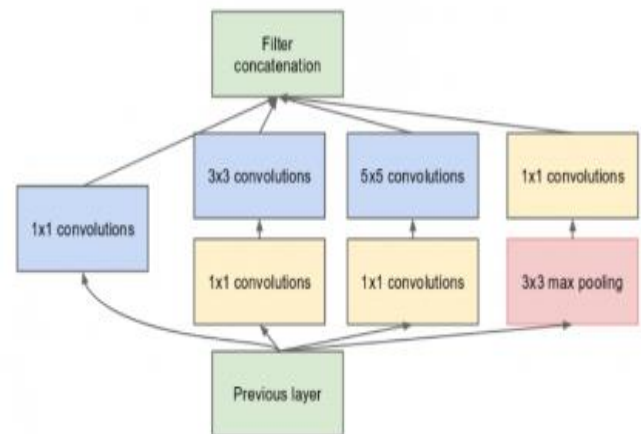 Filter
concatenation
3x3 convolutions
5x5 convolutions
1x1 convolutions
1x1 convolutions
1x1 convolutions
1x1 convolutions
3x3 max pooling
Previous layer